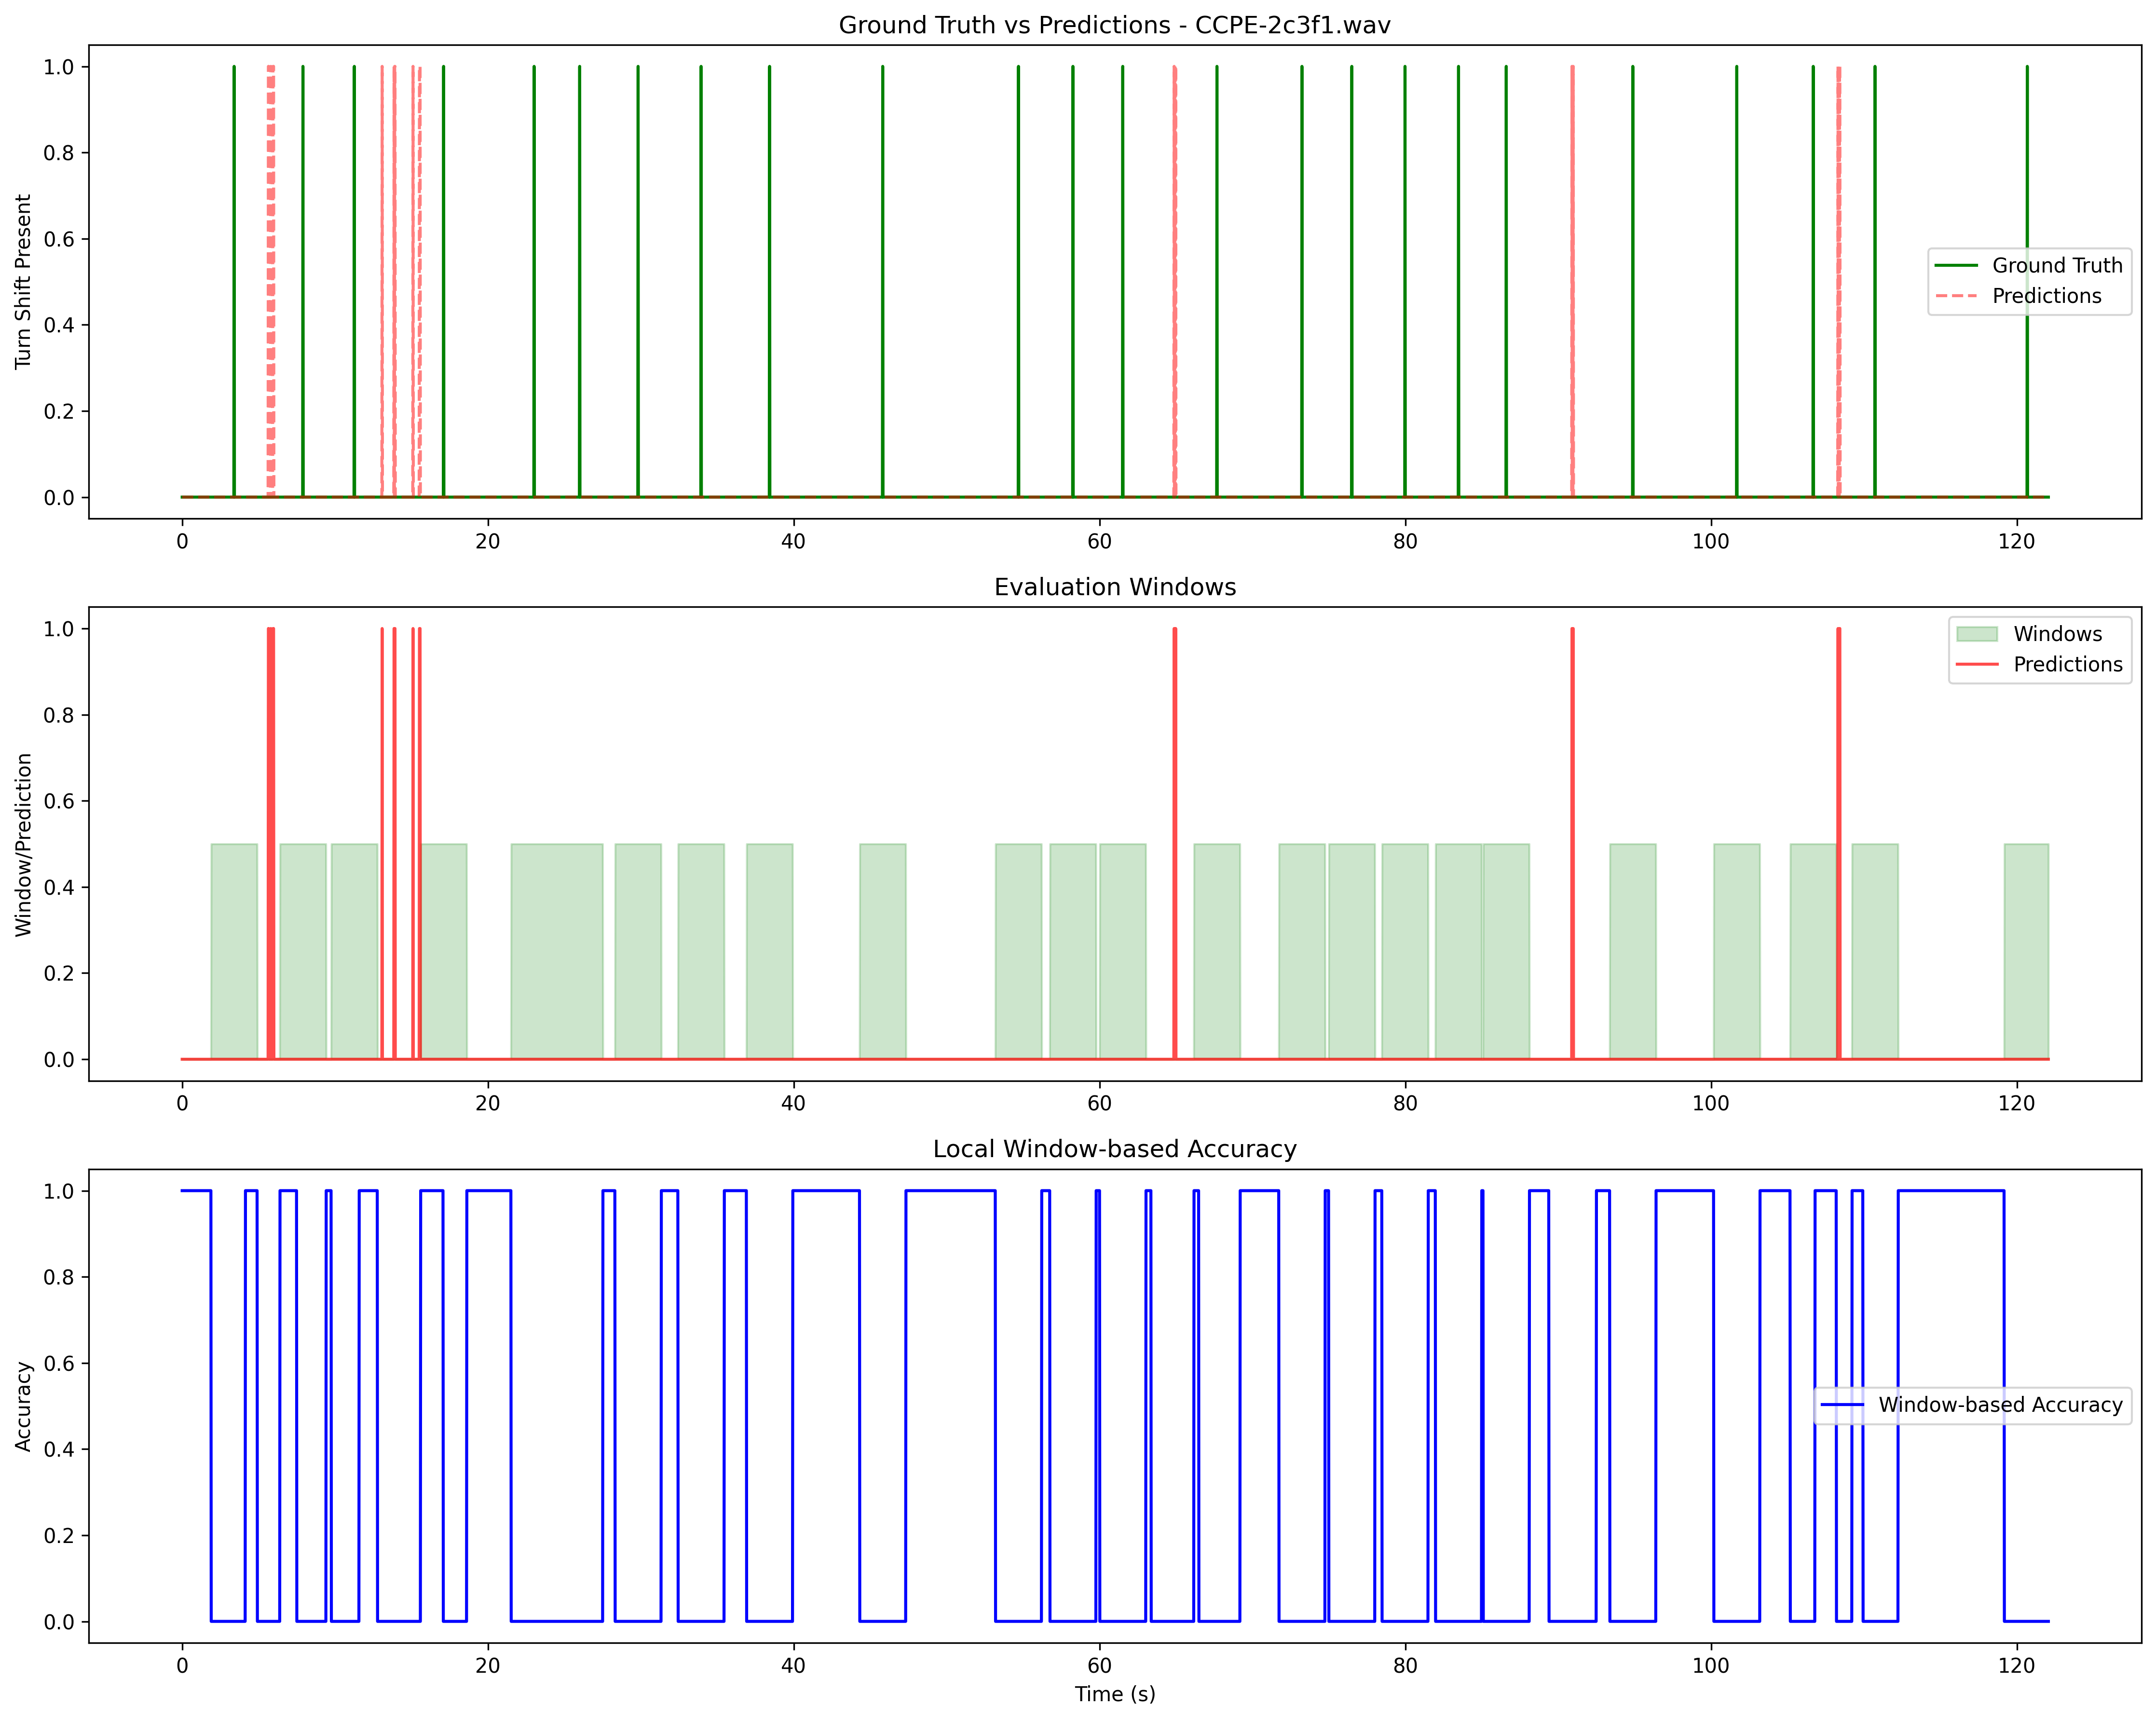 Ground Truth vs Predictions - CCPE-2c3f1.wav
Turn Shift Present
1.0
0.8
0.6
0.4
0.2
0.0
Ground Truth
Predictions
0 20 40 60 80 100 120
Evaluation Windows
Window/Prediction
1.0
0.8
0.6
0.4
0.2
0.0
Windows
Predictions
0 20 40 60 80 100 120
Local Window-based Accuracy
Accuracy
1.0
0.8
0.6
0.4
0.2
0.0
Window-based Accuracy
0 20 40 60 80 100 120
Time (s)